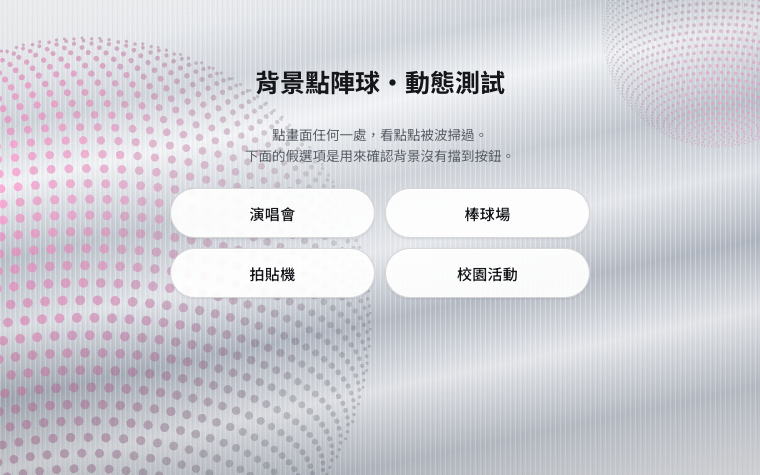 背景點陣球・動態測試
點畫面任何一處，看點點被波掃過。
下面的假選項是用來確認背景沒有擋到按鈕。
演唱會
棒球場
拍貼機
校園活動